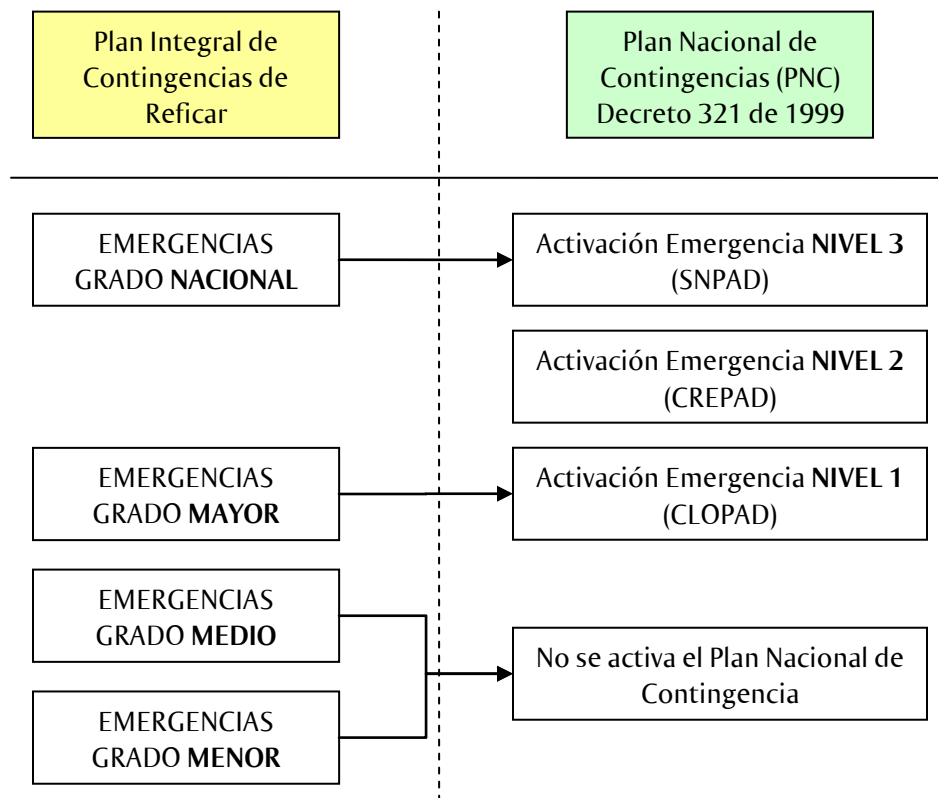 Plan Integral de
Contingencias de
Reficar
Plan Nacional de
Contingencias (PNC)
Decreto 321 de 1999
EMERGENCIAS
GRADO NACIONAL
Activación Emergencia NIVEL 3
(SNPAD)
Activación Emergencia NIVEL 2
(CREPAD)
EMERGENCIAS
GRADO MAYOR
Activación Emergencia NIVEL 1
(CLOPAD)
EMERGENCIAS
GRADO MEDIO
No se activa el Plan Nacional de
Contingencia
EMERGENCIAS
GRADO MENOR